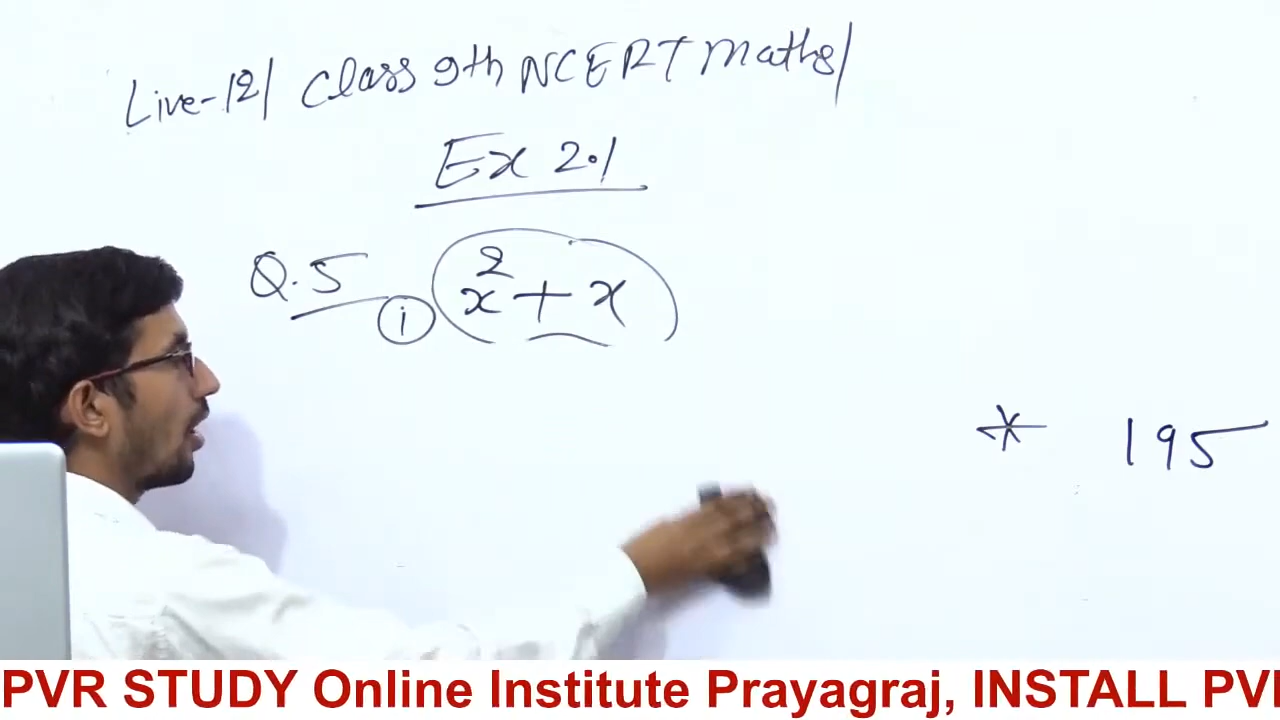 Live-12/ Class 9th NCERT Maths/
Ex 2.1
Q.5 i x² + x
* 195
PVR STUDY Online Institute Prayagraj, INSTALL PV